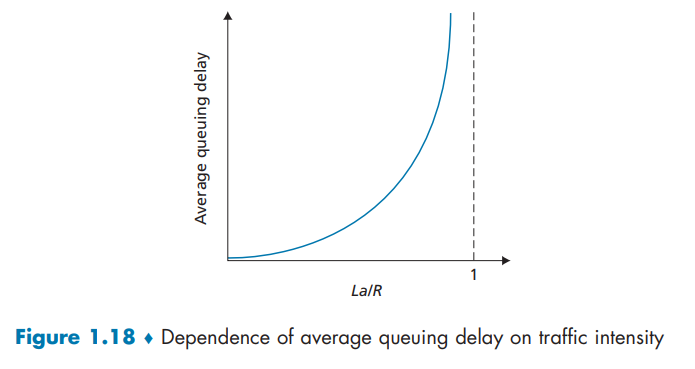 Average queuing delay
1
La/R
Figure 1.18 ♦ Dependence of average queuing delay on traffic intensity